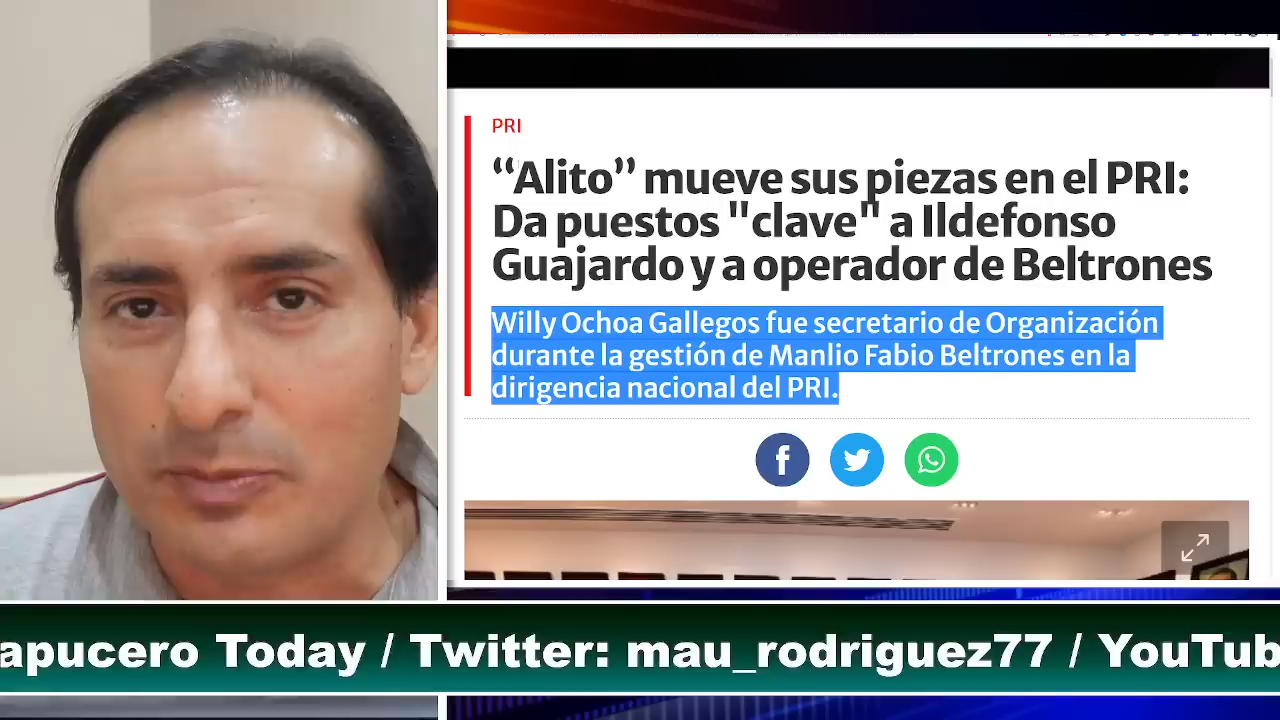 PRI
“Alito” mueve sus piezas en el PRI:
Da puestos "clave" a Ildefonso
Guajardo y a operador de Beltrones
Willy Ochoa Gallegos fue secretario de Organización
durante la gestión de Manlio Fabio Beltrones en la
dirigencia nacional del PRI.
apucero Today / Twitter: mau_rodriguez77 / YouTub